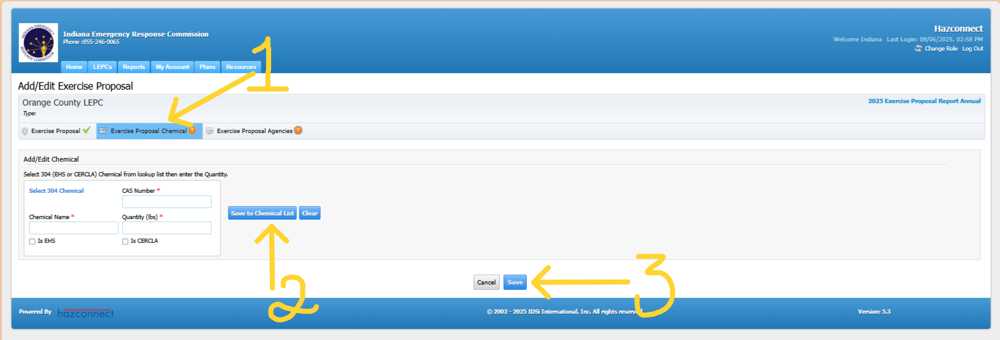 INDIANA EMERGENCY
RESPONSE COMMISSION
Indiana Emergency Response Commission
Phone :855-246-0065
Hazconnect
Welcome Indiana Last Login: 08/06/2025, 02:58 PM
Change Role Log Out
Home LEPCs Reports My Account Plans Resources
1
Add/Edit Exercise Proposal
Orange County LEPC
2025 Exercise Proposal Report Annual
Type:
Exercise Proposal Exercise Proposal Chemical ! Exercise Proposal Agencies !
Add/Edit Chemical
Select 304 (EHS or CERCLA) Chemical from lookup list then enter the Quantity.
Select 304 Chemical CAS Number *
Chemical Name * Quantity (lbs) *
Is EHS Is CERCLA
Save to Chemical List Clear
2
Cancel Save
3
Powered By hazconnect
© 2002 - 2025 IDSi International, Inc. All rights reserved
Version: 5.3